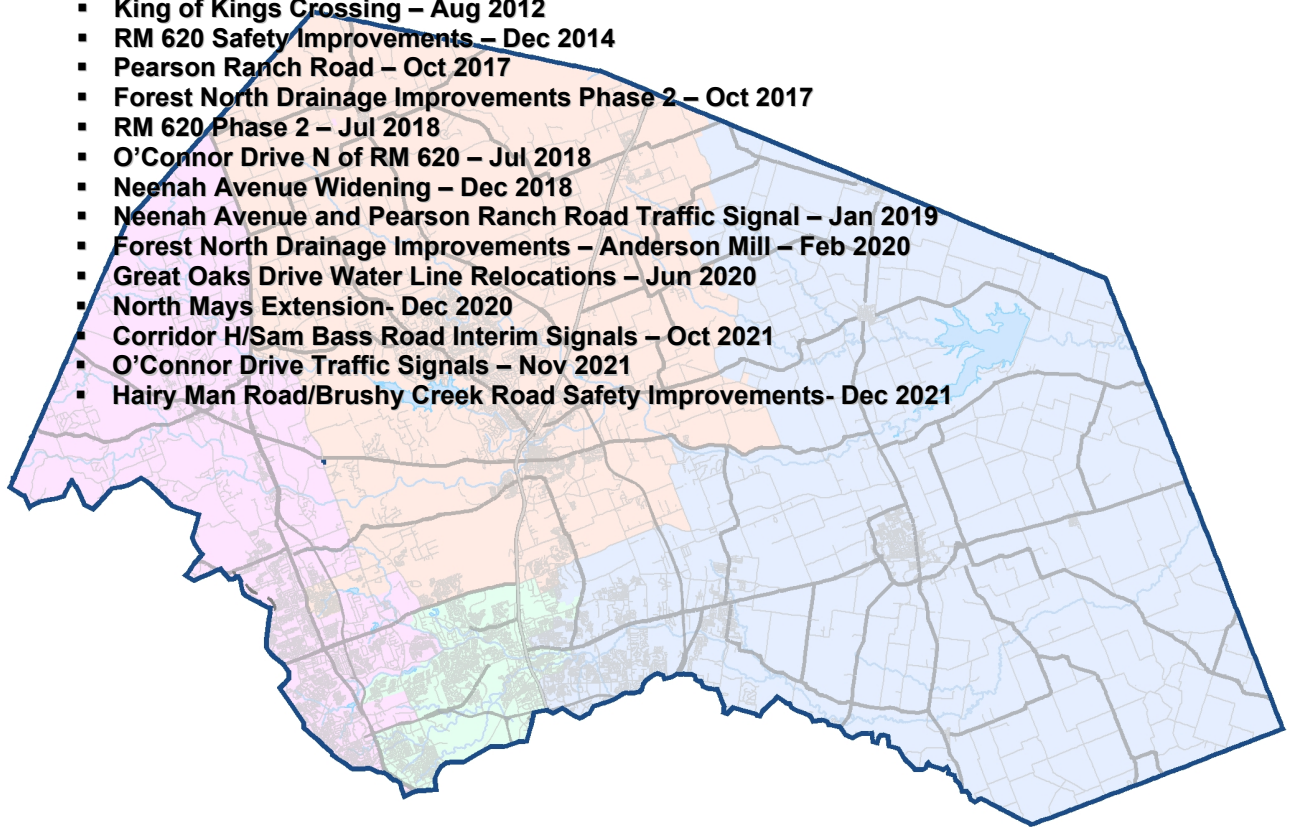 ▪ King of Kings Crossing – Aug 2012
▪ RM 620 Safety Improvements – Dec 2014
▪ Pearson Ranch Road – Oct 2017
▪ Forest North Drainage Improvements Phase 2 – Oct 2017
▪ RM 620 Phase 2 – Jul 2018
▪ O’Connor Drive N of RM 620 – Jul 2018
▪ Neenah Avenue Widening – Dec 2018
▪ Neenah Avenue and Pearson Ranch Road Traffic Signal – Jan 2019
▪ Forest North Drainage Improvements – Anderson Mill – Feb 2020
▪ Great Oaks Drive Water Line Relocations – Jun 2020
▪ North Mays Extension- Dec 2020
▪ Corridor H/Sam Bass Road Interim Signals – Oct 2021
▪ O’Connor Drive Traffic Signals – Nov 2021
▪ Hairy Man Road/Brushy Creek Road Safety Improvements- Dec 2021